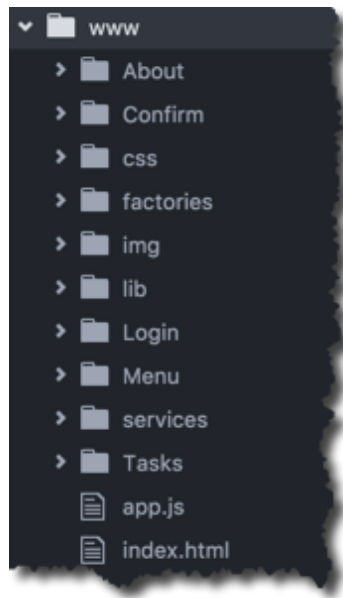 www
About
Confirm
css
factories
img
lib
Login
Menu
services
Tasks
app.js
index.html